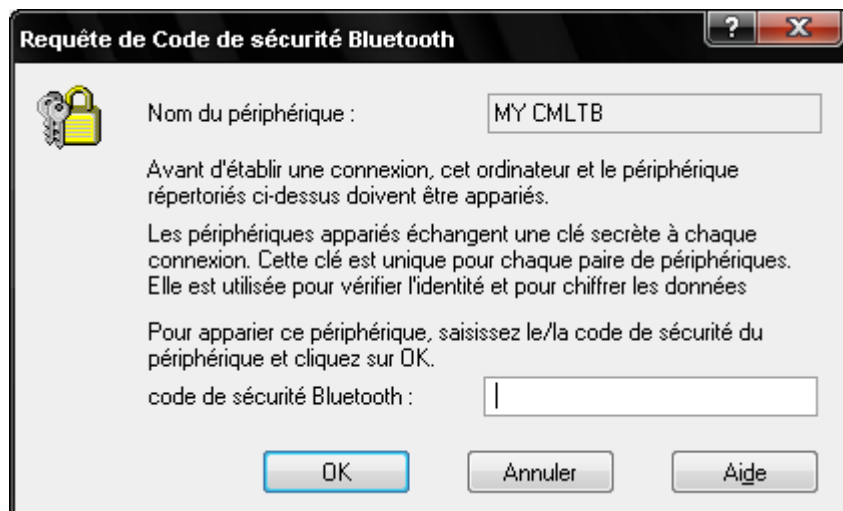 Requête de Code de sécurité Bluetooth
Nom du périphérique : MY CMLTB
Avant d'établir une connexion, cet ordinateur et le périphérique
répertoriés ci-dessus doivent être appariés.
Les périphériques appariés échangent une clé secrète à chaque
connexion. Cette clé est unique pour chaque paire de périphériques.
Elle est utilisée pour vérifier l'identité et pour chiffrer les données
Pour apparier ce périphérique, saisissez le/la code de sécurité du
périphérique et cliquez sur OK.
code de sécurité Bluetooth :
OK Annuler Aide